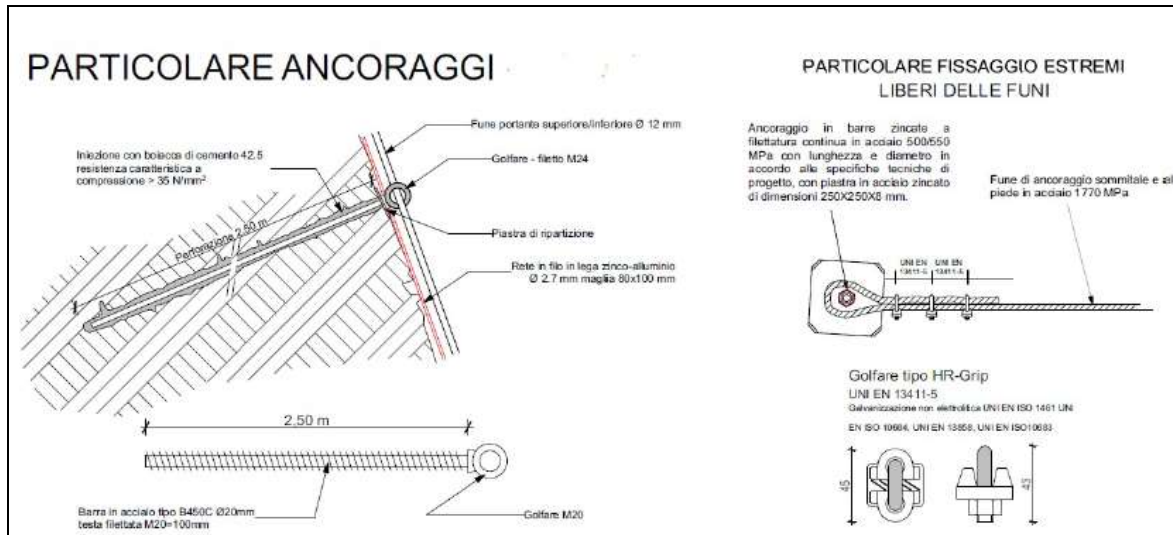 PARTICOLARE ANCORAGGI
Fune portante superiore/inferiore Ø 12 mm
Iniezione con boiacca di cemento 42.5
resistenza caratteristica a
compressione > 35 N/mm²
Golfare - filetto M24
Perforazione 2,50 m
Piastra di ripartizione
Rete in filo in lega zinco-alluminio
Ø 2.7 mm maglia 80x100 mm
2,50 m
Barra in acciaio tipo B450C Ø20mm
testa filettata M20=100mm
Golfare M20
PARTICOLARE FISSAGGIO ESTREMI
LIBERI DELLE FUNI
Ancoraggio in barre zincate a
filettatura continua in acciaio 500/550
MPa con lunghezza e diametro in
accordo alle specifiche tecniche di
progetto, con piastra in acciaio zincato
di dimensioni 250X250X8 mm.
Fune di ancoraggio sommitale e al
piede in acciaio 1770 MPa
UNI EN
13411-5
UNI EN
13411-5
Golfare tipo HR-Grip
UNI EN 13411-5
Galvanizzazione non elettrolitica UNI EN ISO 1461 UNI
EN ISO 10684, UNI EN 13858, UNI EN ISO10683
45
43